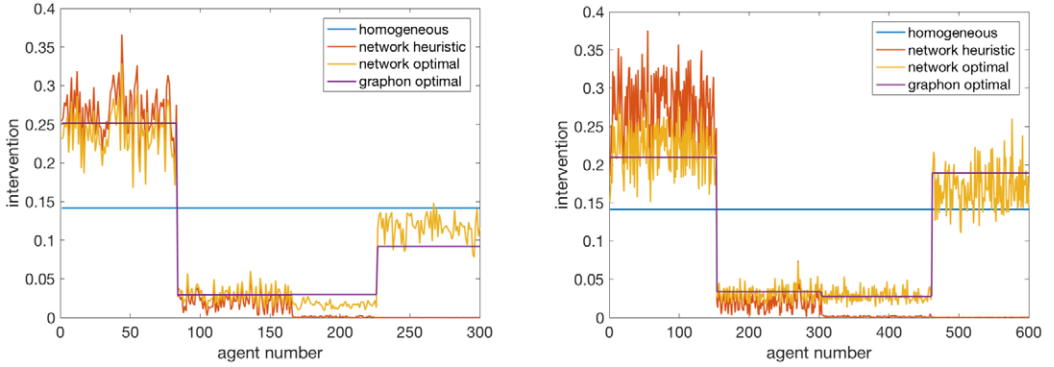 0.4
0.35
0.3
0.25
0.2
0.15
0.1
0.05
0
intervention
0 50 100 150 200 250 300
agent number
homogeneous
network heuristic
network optimal
graphon optimal
0.4
0.35
0.3
0.25
0.2
0.15
0.1
0.05
0
intervention
0 100 200 300 400 500 600
agent number
homogeneous
network heuristic
network optimal
graphon optimal